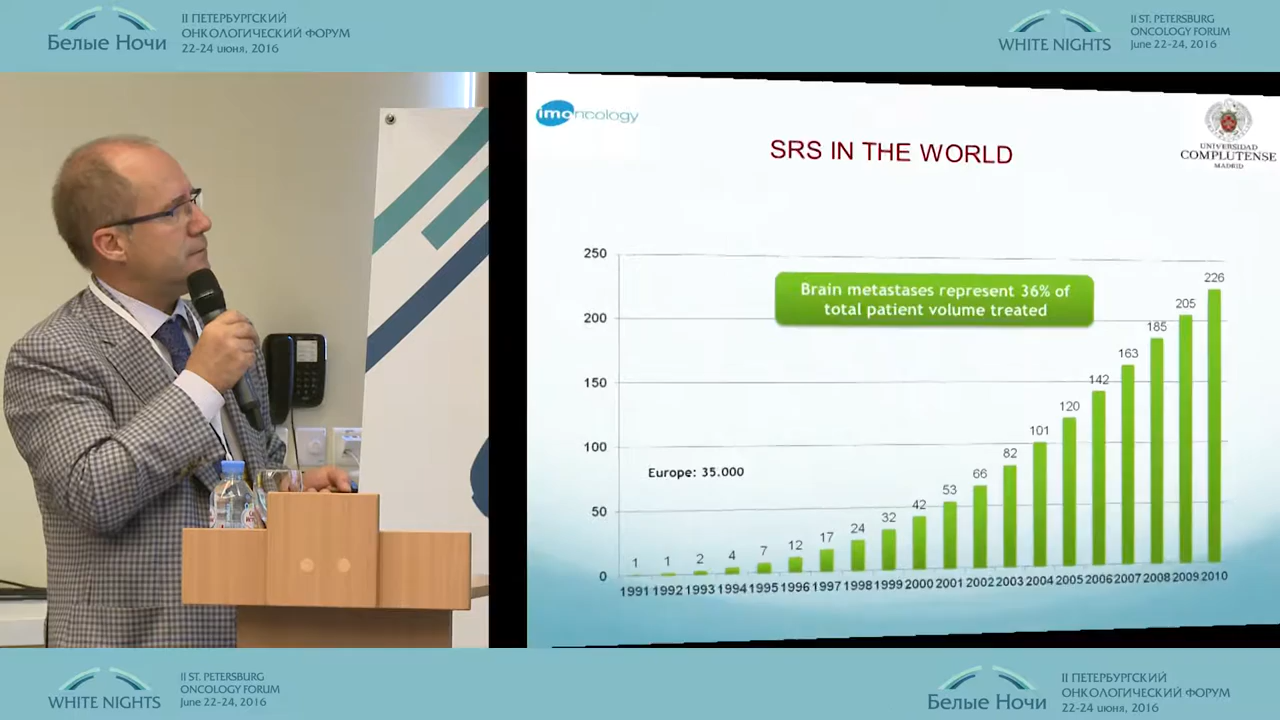 II ПЕТЕРБУРГСКИЙ
ОНКОЛОГИЧЕСКИЙ ФОРУМ
22-24 июня, 2016
Белые Ночи
II ST. PETERSBURG
ONCOLOGY FORUM
June 22-24, 2016
WHITE NIGHTS
imoncology
SRS IN THE WORLD
UNIVERSIDAD
COMPLUTENSE
MADRID
Brain metastases represent 36% of
total patient volume treated
Europe: 35.000
250
200
150
100
50
0
1 1 2 4 7 12 17 24 32 42 53 66 82 101 120 142 163 185 205 226
1991 1992 1993 1994 1995 1996 1997 1998 1999 2000 2001 2002 2003 2004 2005 2006 2007 2008 2009 2010
WHITE NIGHTS
II ST. PETERSBURG
ONCOLOGY FORUM
June 22-24, 2016
Белые Ночи
II ПЕТЕРБУРГСКИЙ
ОНКОЛОГИЧЕСКИЙ ФОРУМ
22-24 июня, 2016